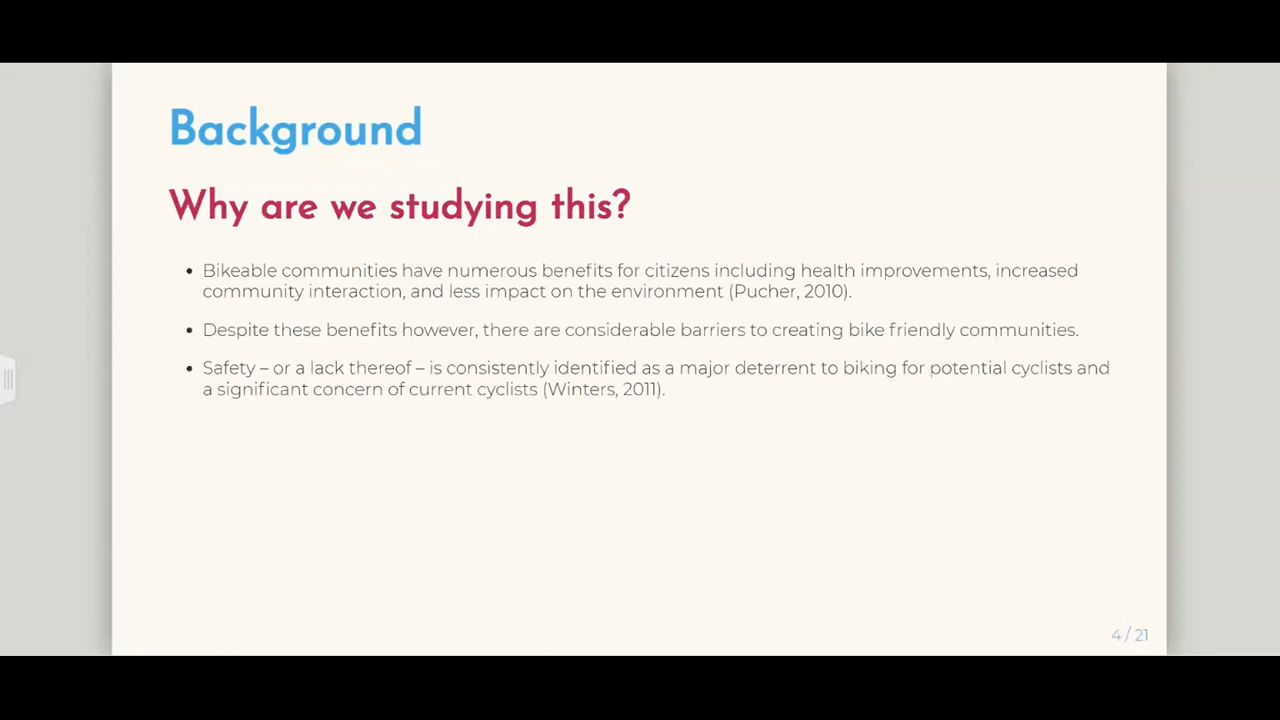 Background
Why are we studying this?
• Bikeable communities have numerous benefits for citizens including health improvements, increased
community interaction, and less impact on the environment (Pucher, 2010).
• Despite these benefits however, there are considerable barriers to creating bike friendly communities.
• Safety – or a lack thereof – is consistently identified as a major deterrent to biking for potential cyclists and
a significant concern of current cyclists (Winters, 2011).
4 / 21